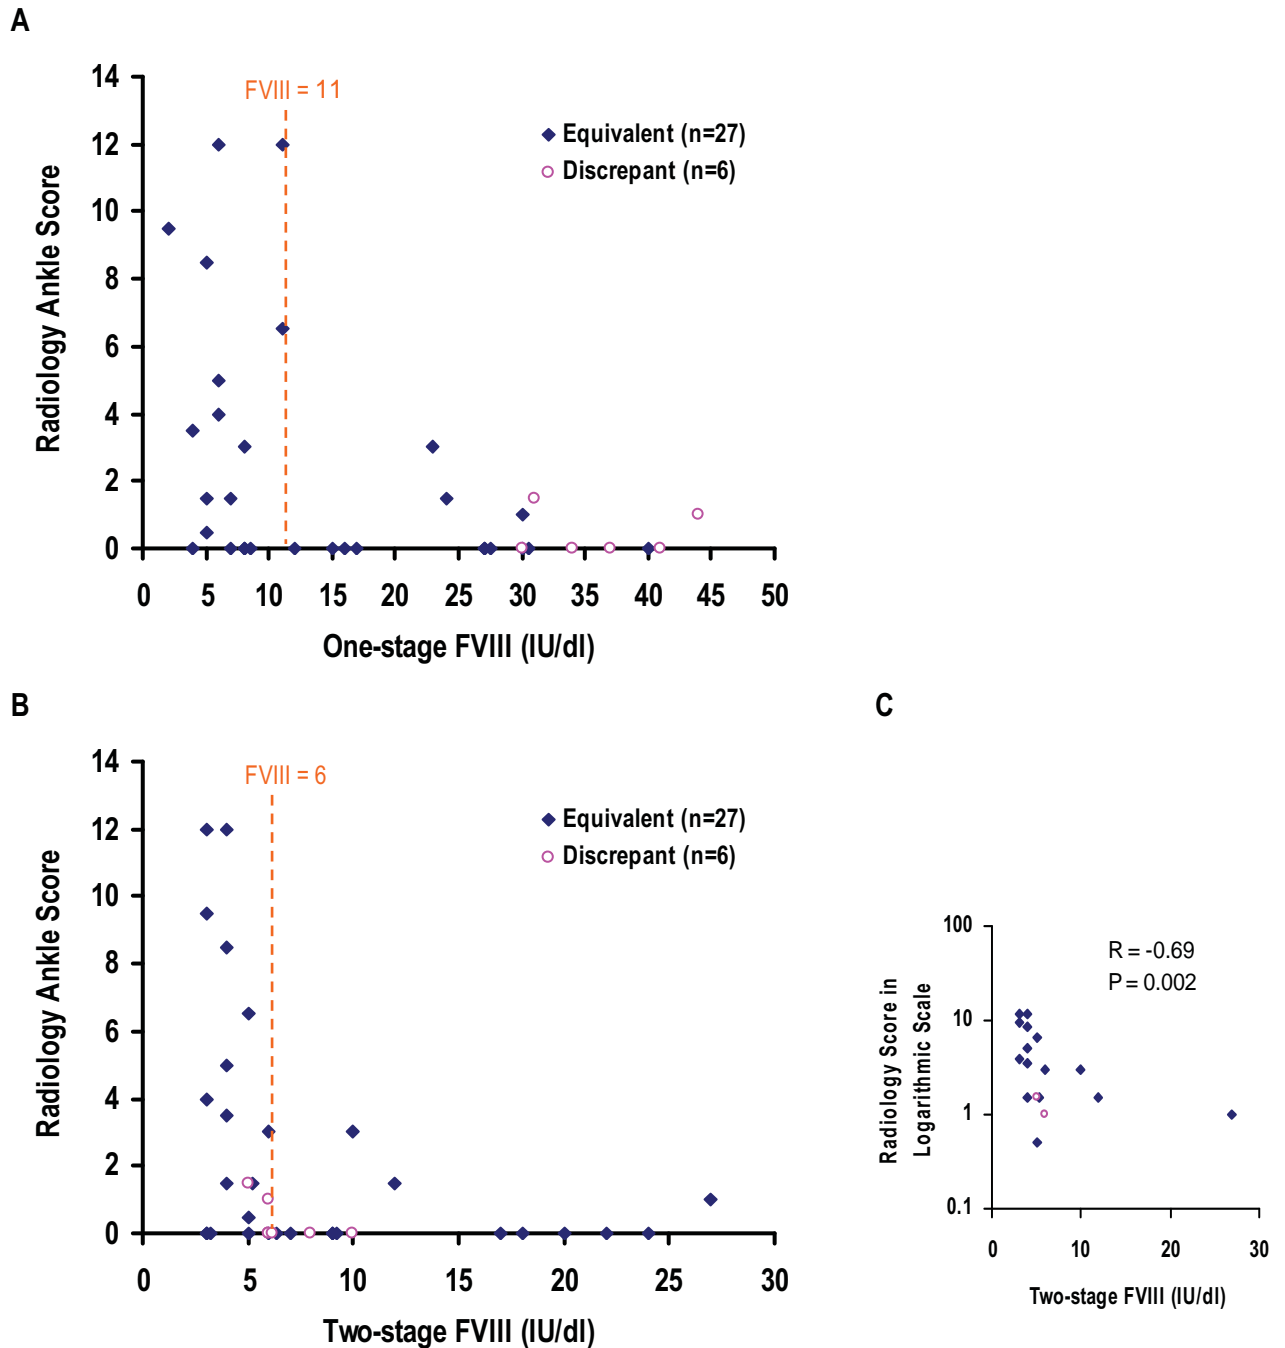 A
14
FVIII = 11
12
Equivalent (n=27)
Discrepant (n=6)
10
8
6
4
2
0
Radiology Ankle Score
0 5 10 15 20 25 30 35 40 45 50
One-stage FVIII (IU/dl)
B
14
FVIII = 6
12
Equivalent (n=27)
Discrepant (n=6)
10
8
6
4
2
0
Radiology Ankle Score
0 5 10 15 20 25 30
Two-stage FVIII (IU/dl)
C
100
R = -0.69
P = 0.002
10
1
0.1
Radiology Score in
Logarithmic Scale
0 10 20 30
Two-stage FVIII (IU/dl)